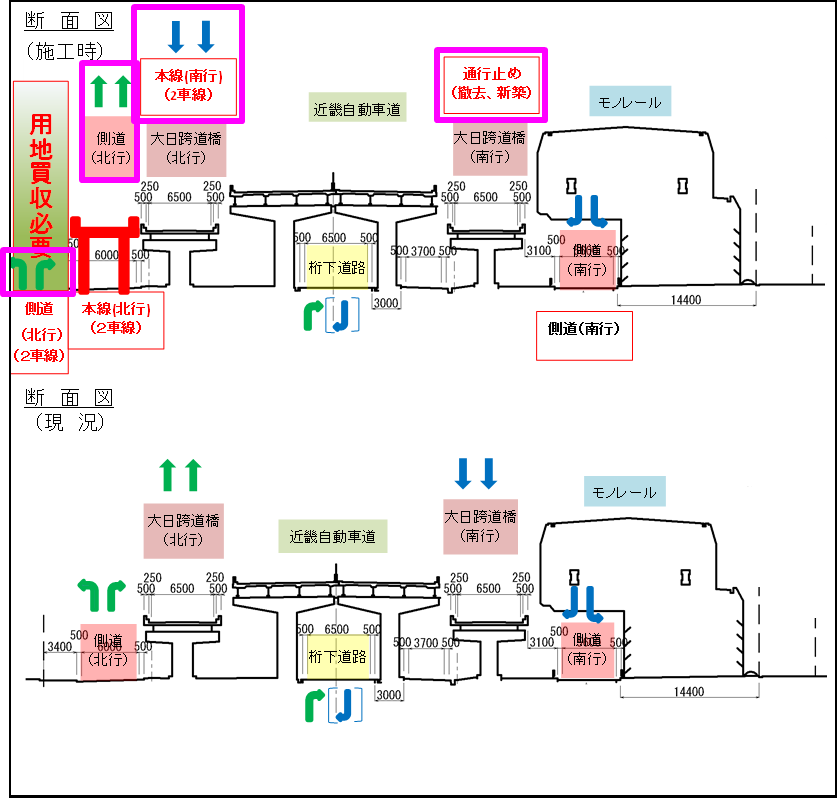 断　面　図
(施工時)
本線(南行)
(2車線)
通行止め
(撤去、新築)
近畿自動車道
モノレール
用地買収必要
側道
(北行)
大日跨道橋
(北行)
大日跨道橋
(南行)
250 250
500 6500 500
250 250
500 6500 500
500 6000 500
500 6500 500
桁下道路
500 3700 500
500
3100 500
側道
(南行)
3000
14400
側道
(北行)
(2車線)
本線(北行)
(2車線)
側道(南行)
断　面　図
(現　況)
大日跨道橋
(北行)
近畿自動車道
大日跨道橋
(南行)
モノレール
250 250
500 6500 500
250 250
500 6500 500
500
3400 6000 500
側道
(北行)
500 6500 500
桁下道路
500 3700 500
500
3100 500
側道
(南行)
3000
14400